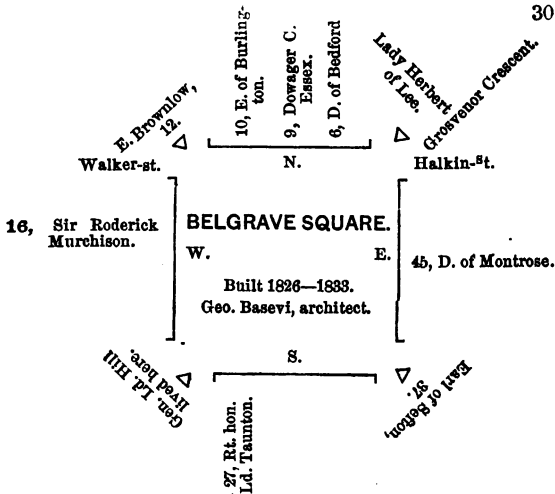 30
E. Brownlow,
12.
10, E. of Burling-
ton.
9, Dowager C.
Essex.
6, D. of Bedford
Lady Herbert
of Lee.
Grosvenor Crescent.
Walker-st.
N.
Halkin-st.
16, Sir Roderick
Murchison.
BELGRAVE SQUARE.
W.
E.
45, D. of Montrose.
Built 1826—1833.
Geo. Basevi, architect.
S.
Gen. Ld. Hill
lived here.
27, Rt. hon.
Ld. Taunton.
Earl of Sefton,
37.